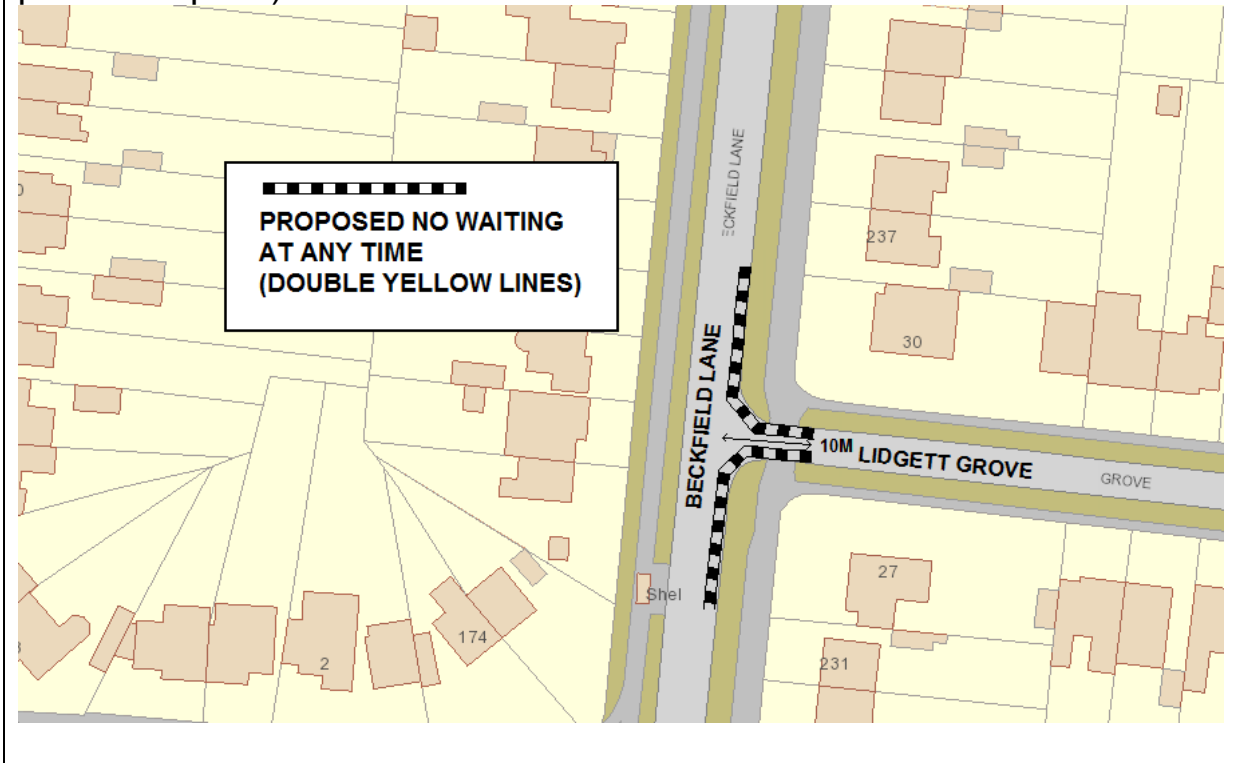 PROPOSED NO WAITING
AT ANY TIME
(DOUBLE YELLOW LINES)
ECKFIELD LANE
237
30
BECKFIELD LANE
10M LIDGETT GROVE
GROVE
27
Shel
174
2
231